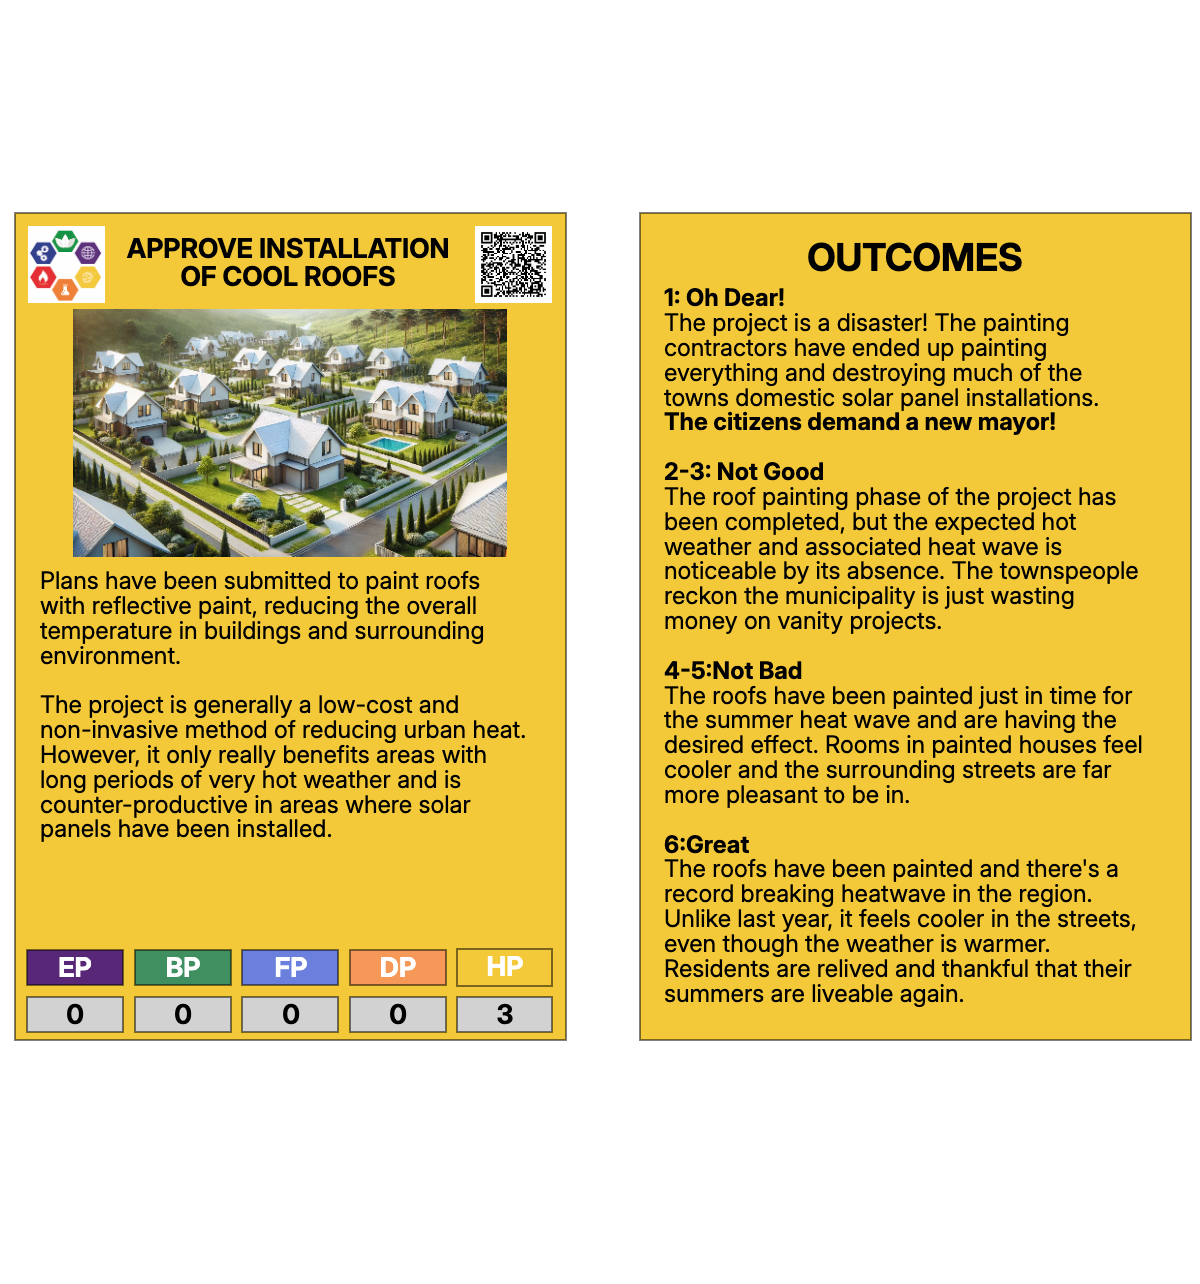 APPROVE INSTALLATION
OF COOL ROOFS
Plans have been submitted to paint roofs
with reflective paint, reducing the overall
temperature in buildings and surrounding
environment.
The project is generally a low-cost and
non-invasive method of reducing urban heat.
However, it only really benefits areas with
long periods of very hot weather and is
counter-productive in areas where solar
panels have been installed.
EP BP FP DP HP
0 0 0 0 3
OUTCOMES
1: Oh Dear!
The project is a disaster! The painting
contractors have ended up painting
everything and destroying much of the
towns domestic solar panel installations.
The citizens demand a new mayor!
2-3: Not Good
The roof painting phase of the project has
been completed, but the expected hot
weather and associated heat wave is
noticeable by its absence. The townspeople
reckon the municipality is just wasting
money on vanity projects.
4-5:Not Bad
The roofs have been painted just in time for
the summer heat wave and are having the
desired effect. Rooms in painted houses feel
cooler and the surrounding streets are far
more pleasant to be in.
6:Great
The roofs have been painted and there's a
record breaking heatwave in the region.
Unlike last year, it feels cooler in the streets,
even though the weather is warmer.
Residents are relived and thankful that their
summers are liveable again.